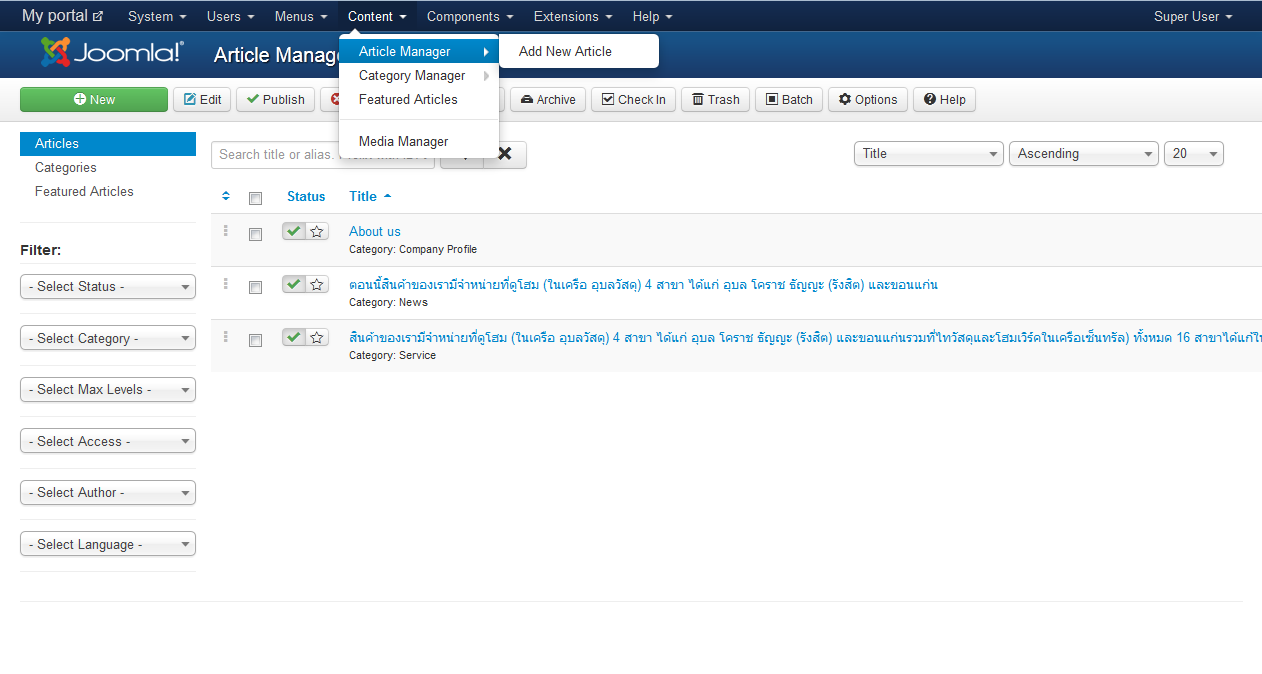 My portal System Users Menus Content Components Extensions Help Super User
Joomla!® Article Manag
Article Manager Add New Article
Category Manager
Featured Articles
Media Manager
New Edit Publish Archive Check In Trash Batch Options Help
Articles
Categories
Featured Articles
Search title or alias.
Title Ascending 20
Status Title
About us
Category: Company Profile
ตอนนี้สินค้าของเรามีจำหน่ายที่ดูโฮม (ในเครือ อุบลวัสดุ) 4 สาขา ได้แก่ อุบล โคราช ธัญญะ (รังสิต) และขอนแก่น
Category: News
สินค้าของเรามีจำหน่ายที่ดูโฮม (ในเครือ อุบลวัสดุ) 4 สาขา ได้แก่ อุบล โคราช ธัญญะ (รังสิต) และขอนแก่นรวมที่ไทวัสดุและโฮมเวิร์คในเครือเซ็นทรัล) ทั้งหมด 16 สาขาได้แก่
Category: Service
Filter:
- Select Status -
- Select Category -
- Select Max Levels -
- Select Access -
- Select Author -
- Select Language -